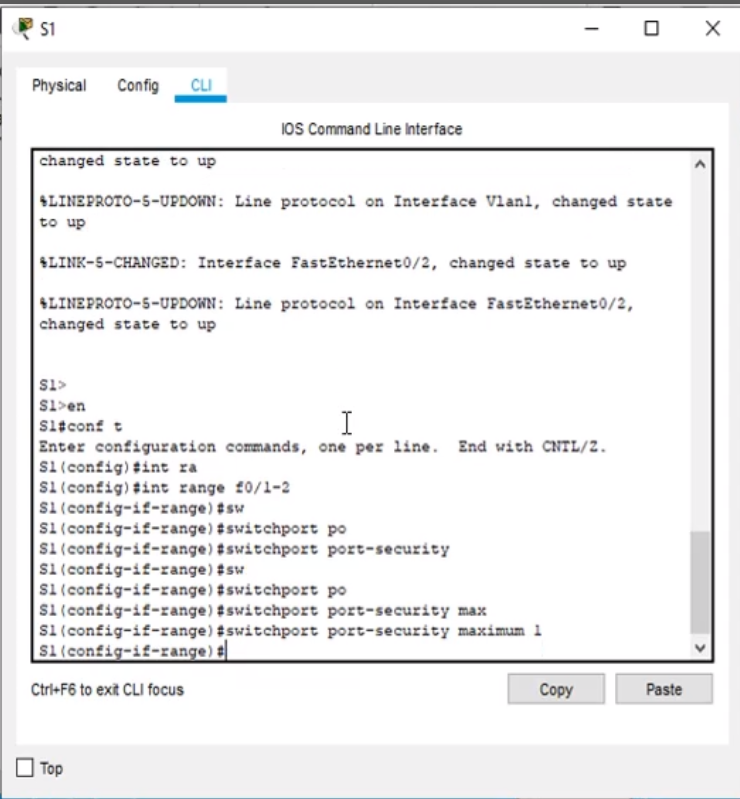 S1
Physical Config CLI
IOS Command Line Interface
changed state to up
%LINEPROTO-5-UPDOWN: Line protocol on Interface Vlan1, changed state
to up
%LINK-5-CHANGED: Interface FastEthernet0/2, changed state to up
%LINEPROTO-5-UPDOWN: Line protocol on Interface FastEthernet0/2,
changed state to up
S1>
S1>en
S1#conf t
Enter configuration commands, one per line.  End with CNTL/Z.
S1(config)#int ra
S1(config)#int range f0/1-2
S1(config-if-range)#sw
S1(config-if-range)#switchport po
S1(config-if-range)#switchport port-security
S1(config-if-range)#sw
S1(config-if-range)#switchport po
S1(config-if-range)#switchport port-security max
S1(config-if-range)#switchport port-security maximum 1
S1(config-if-range)#
Ctrl+F6 to exit CLI focus
Copy Paste
Top